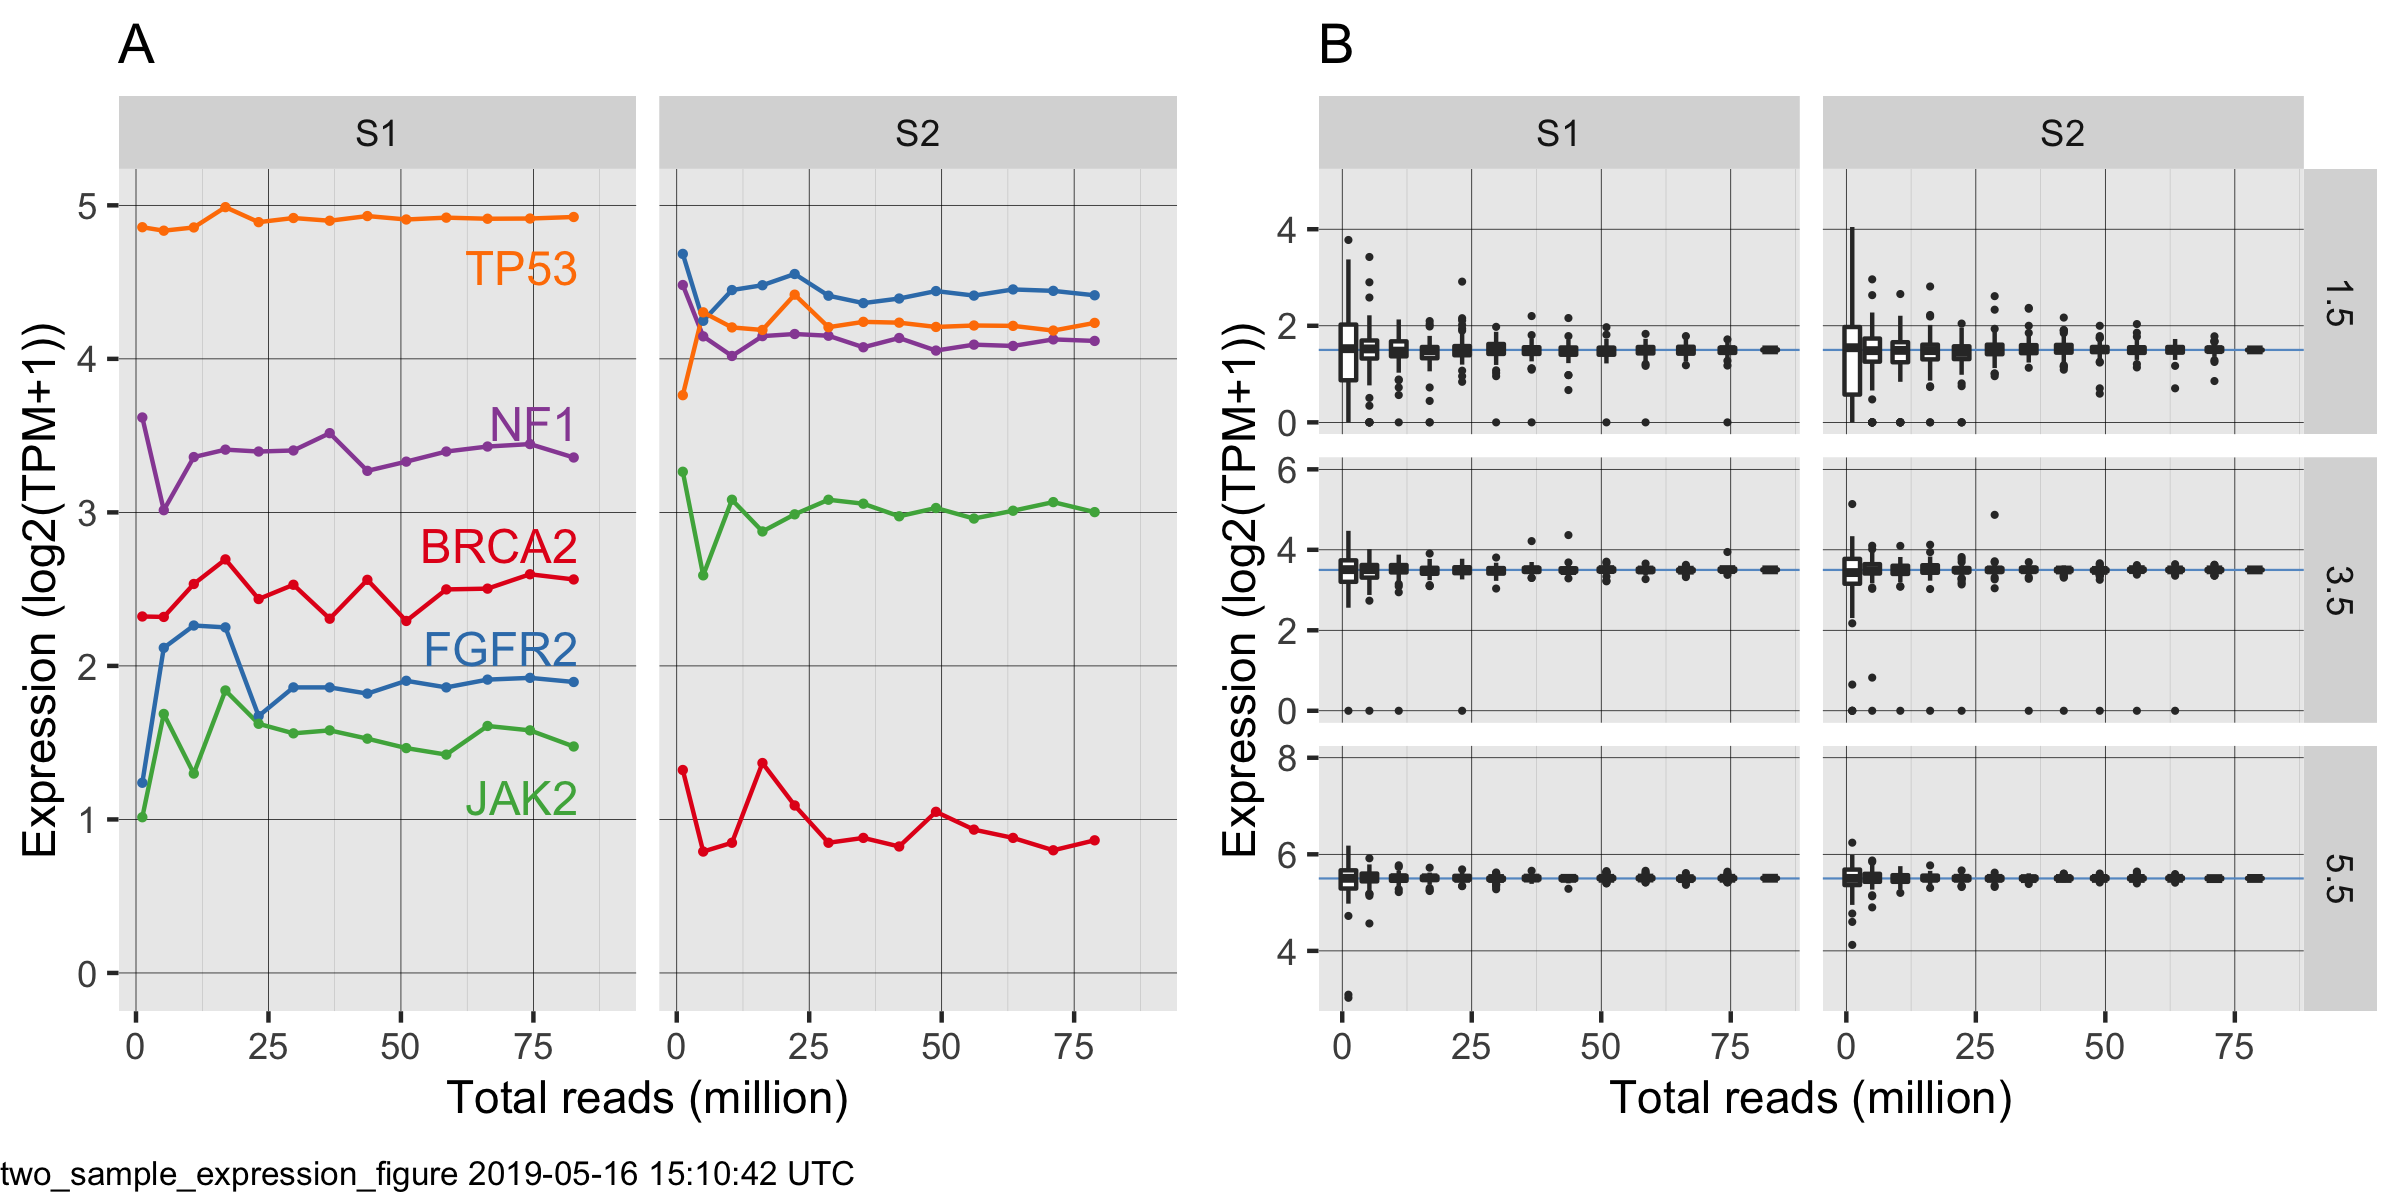 A
S1
S2
Expression (log2(TPM+1))
5
4
3
2
1
0
TP53
NF1
BRCA2
FGFR2
JAK2
0 25 50 75
0 25 50 75
Total reads (million)
B
S1
S2
Expression (log2(TPM+1))
4
2
0
1.5
6
4
2
0
3.5
8
6
4
5.5
0 25 50 75
0 25 50 75
Total reads (million)
two_sample_expression_figure 2019-05-16 15:10:42 UTC